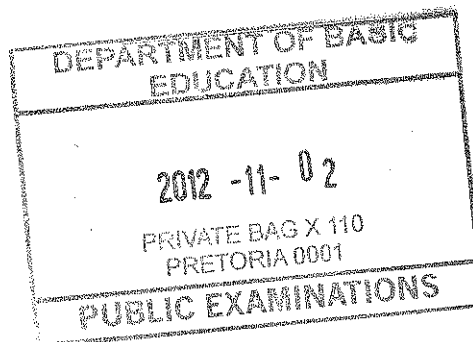 DEPARTMENT OF BASIC
EDUCATION
2012 -11- 02
PRIVATE BAG X 110
PRETORIA 0001
PUBLIC EXAMINATIONS